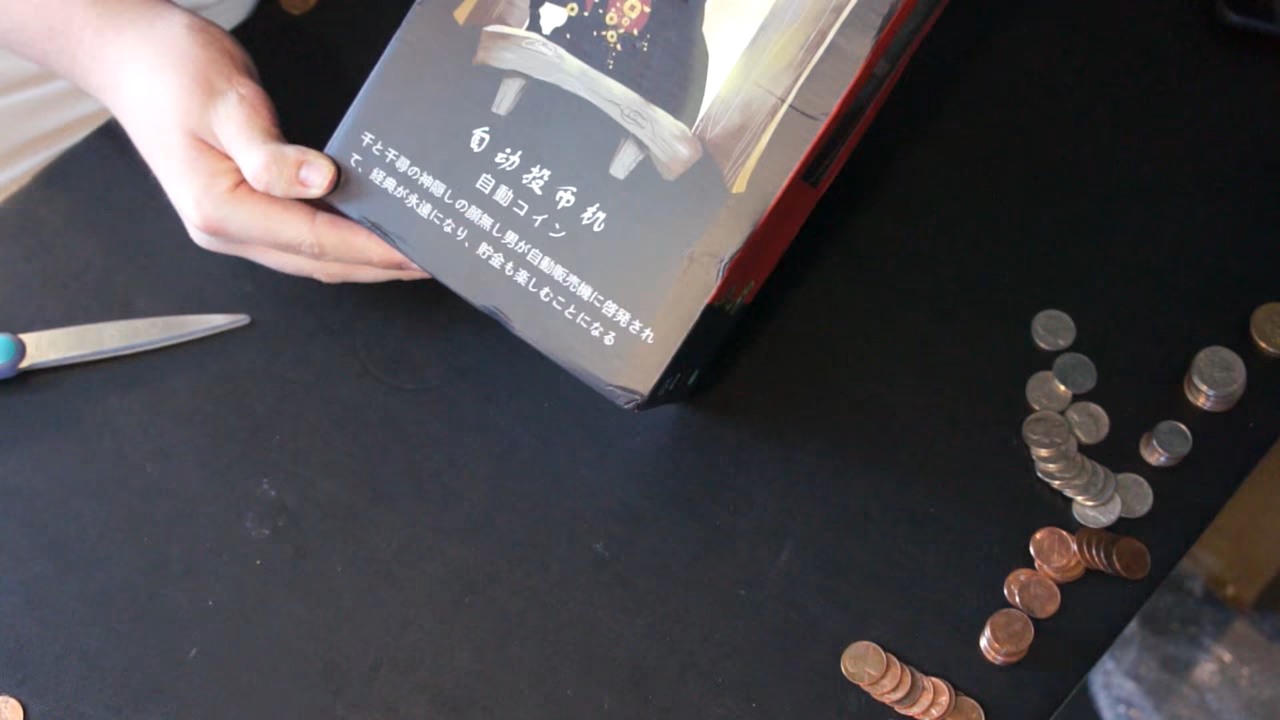 自动投币机
自動コイン
千と千尋の神隠しの顔無し男が自動販売機に啓発され
て、経典が永遠になり、貯金も楽しむことになる